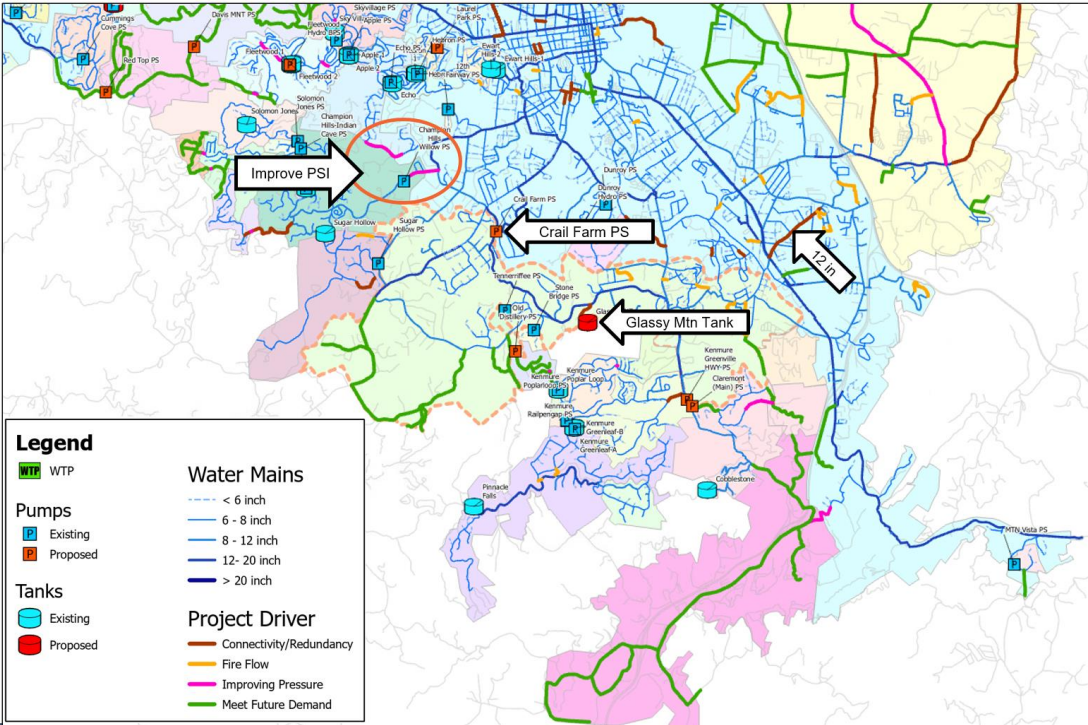 Cummings
Cove PS
Davis MNT PS
Red Top PS
Skyvillage PS
Apple PS
Fleetwood
Hydro BPS
Fleetwood 1
Fleetwood 2
Echo PS
Echo
Laurel
Park PS
12th
Fairway PS
Ewart
Hills-2
Ewart Hills-1
Solomon Jones
Solomon
Jones PS
Champion
Hills-Indian
Cave PS
Champion
Hills
Willow PS
Improve PSI
Sugar Hollow
Sugar
Hollow PS
Crail Farm PS
Dunroy PS
Dunroy
Hydro PS
Crail Farm PS
12 in
Tennerriffee PS
Stone
Bridge PS
Old
Distillery PS
Glassy Mtn Tank
Kenmure
Poplarloop PS
Kenmure
Poplar Loop
Kenmure
Greenville
HWY-PS
Claremont
(Main) PS
Kenmure
Railpengap PS
Kenmure
Greenleaf-B
Kenmure
Greenleaf-A
Pinnacle
Falls
Cobblestone
MTN Vista PS
Legend
WTP WTP
Pumps
P Existing
P Proposed
Tanks
Existing
Proposed
Water Mains
< 6 inch
6 - 8 inch
8 - 12 inch
12- 20 inch
> 20 inch
Project Driver
Connectivity/Redundancy
Fire Flow
Improving Pressure
Meet Future Demand